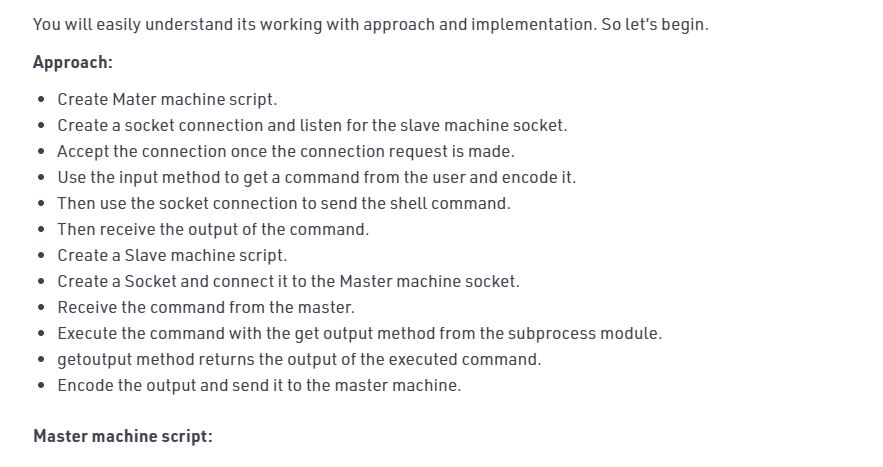 You will easily understand its working with approach and implementation. So let's begin.
Approach:
• Create Mater machine script.
• Create a socket connection and listen for the slave machine socket.
• Accept the connection once the connection request is made.
• Use the input method to get a command from the user and encode it.
• Then use the socket connection to send the shell command.
• Then receive the output of the command.
• Create a Slave machine script.
• Create a Socket and connect it to the Master machine socket.
• Receive the command from the master.
• Execute the command with the get output method from the subprocess module.
• getoutput method returns the output of the executed command.
• Encode the output and send it to the master machine.
Master machine script: